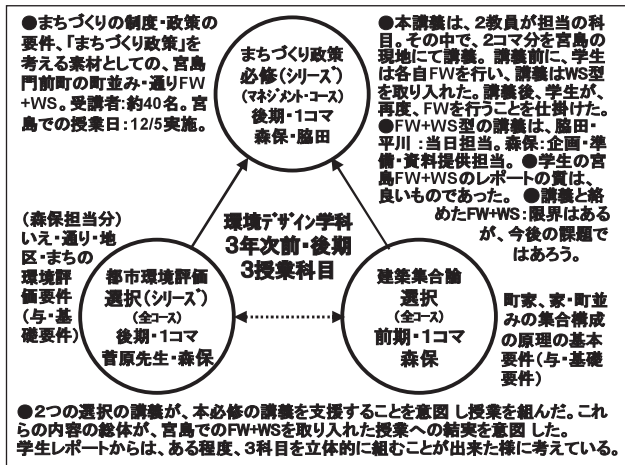 ●まちづくりの制度・政策の
要件、「まちづくり政策」を
考える素材としての、宮島
門前町の町並み・通りFW
+WS。受講者:約40名。宮
島での授業日:12/5実施。
まちづくり政策
必修(シリーズ)
(マネジメント・コース)
後期・1コマ
森保・脇田
●本講義は、2教員が担当の科
目。その中で、2コマ分を宮島の
現地にて講義。講義前に、学生
は各自FWを行い、講義はWS型
を取り入れた。講義後、学生が、
再度、FWを行うことを仕掛けた。
●FW+WS型の講義は、脇田・
平川:当日担当。森保:企画・準
備・資料提供担当。●学生の宮
島FW+WSのレポートの質は、
良いものであった。●講義と絡
めたFW+WS:限界はある
が、今後の課題で
はあろう。
環境デザイン学科
3年次前・後期
3授業科目
(森保担当分)
いえ・通り・地
区・まちの
環境評
価要件
(与・基
礎要件)
都市環境評価
選択(シリーズ)
(全コース)
後期・1コマ
菅原先生・森保
建築集合論
選択
(全コース)
前期・1コマ
森保
町家、家・町並
みの集合構成
の原理の基本
要件(与・基礎
要件)
●2つの選択の講義が、本必修の講義を支援することを意図し授業を組んだ。これ
らの内容の総体が、宮島でのFW+WSを取り入れた授業への結実を意図した。
学生レポートからは、ある程度、3科目を立体的に組むことが出来た様に考えている。